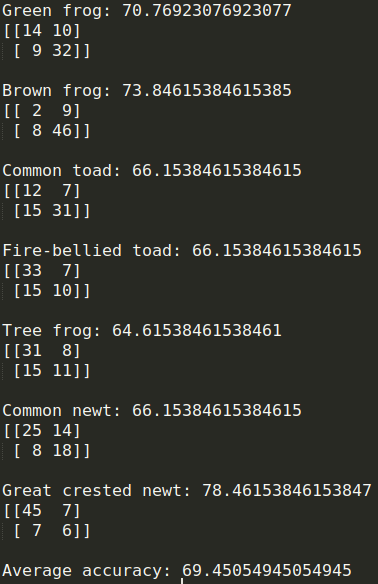 Green frog: 70.76923076923077
[[14 10]
 [ 9 32]]
Brown frog: 73.84615384615385
[[ 2  9]
 [ 8 46]]
Common toad: 66.15384615384615
[[12  7]
 [15 31]]
Fire-bellied toad: 66.15384615384615
[[33  7]
 [15 10]]
Tree frog: 64.61538461538461
[[31  8]
 [15 11]]
Common newt: 66.15384615384615
[[25 14]
 [ 8 18]]
Great crested newt: 78.46153846153847
[[45  7]
 [ 7  6]]
Average accuracy: 69.45054945054945